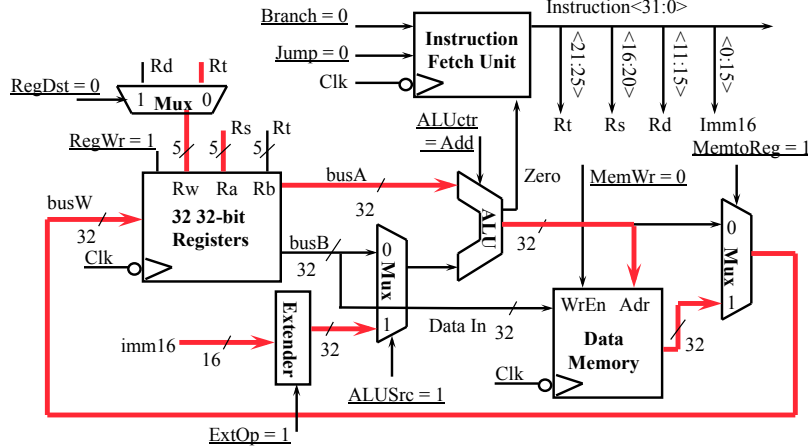 Branch = 0
Instruction<31:0>
Jump = 0
Instruction
Fetch Unit
Clk
<21:25>
<16:20>
<11:15>
<0:15>
Rd
Rt
RegDst = 0
1
Mux
0
Rt
Rs
Rd
Imm16
RegWr = 1
5
5
Rs
5
Rt
ALUctr
= Add
MemtoReg = 1
Rw
Ra
Rb
busA
32
Zero
MemWr = 0
busW
32
32 32-bit
Registers
busB
32
0
Mux
1
ALU
32
0
Mux
1
Clk
Extender
imm16
16
32
Data In
32
WrEn
Adr
Data
Memory
32
Clk
ALUSrc = 1
ExtOp = 1